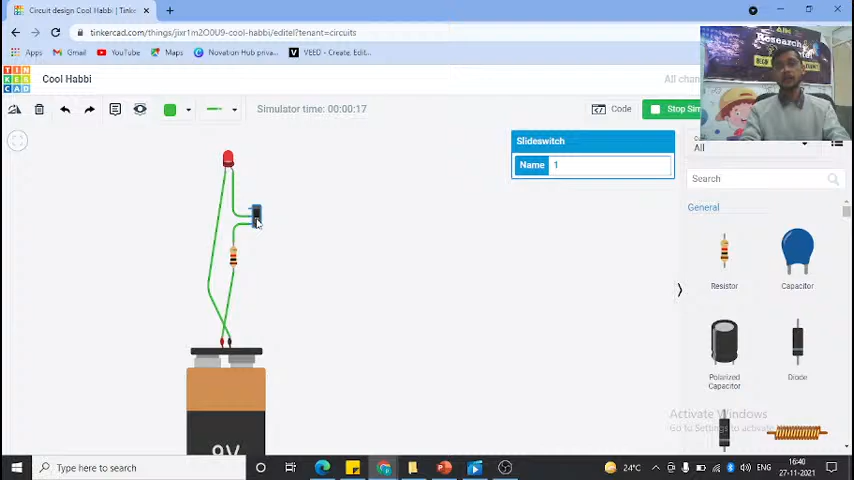 Circuit design Cool Habbi | Tinke
tinkercad.com/things/jixr1m2O0U9-cool-habbi/editel?tenant=circuits
Apps
Gmail
YouTube
Maps
Novation Hub priva...
VEED - Create, Edit...
TIN
KER
CAD
Cool Habbi
All chan
Simulator time: 00:00:17
Code
Stop Sim
Slideswitch
Name 1
All
Search
General
Resistor
Capacitor
Polarized
Capacitor
Diode
9V
Activate Windows
Go to Settings to activate Windows.
Type here to search
24°C
ENG
16:40
27-11-2021
Research